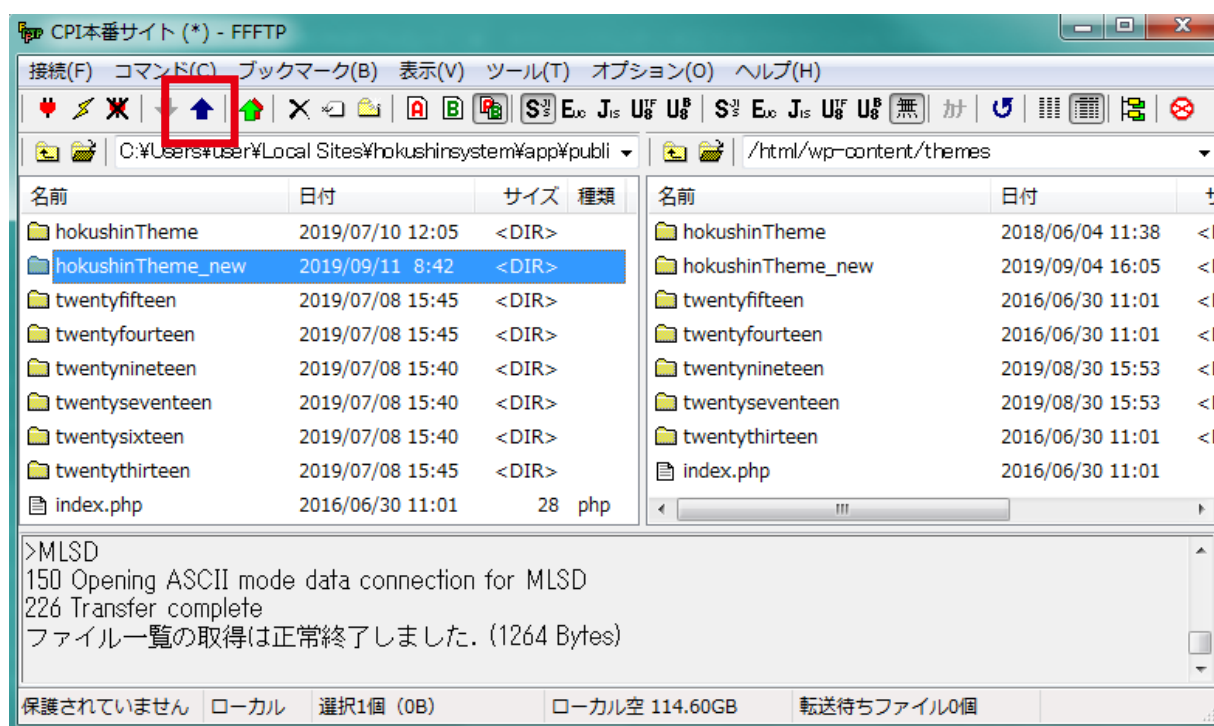 CPI本番サイト (*) - FFFTP
接続(F) コマンド(C) ブックマーク(B) 表示(V) ツール(T) オプション(O) ヘルプ(H)
A B S E J U U S E J U U 無 カナ
C:¥Users¥user¥Local Sites¥hokushinsystem¥app¥publi /html/wp-content/themes
名前 日付 サイズ 種類 名前 日付
hokushinTheme 2019/07/10 12:05 <DIR> hokushinTheme 2018/06/04 11:38
hokushinTheme_new 2019/09/11 8:42 <DIR> hokushinTheme_new 2019/09/04 16:05
twentyfifteen 2019/07/08 15:45 <DIR> twentyfifteen 2016/06/30 11:01
twentyfourteen 2019/07/08 15:45 <DIR> twentyfourteen 2016/06/30 11:01
twentynineteen 2019/07/08 15:40 <DIR> twentynineteen 2019/08/30 15:53
twentyseventeen 2019/07/08 15:40 <DIR> twentyseventeen 2019/08/30 15:53
twentysixteen 2019/07/08 15:40 <DIR> twentythirteen 2016/06/30 11:01
twentythirteen 2019/07/08 15:45 <DIR> index.php 2016/06/30 11:01
index.php 2016/06/30 11:01 28 php
>MLSD
150 Opening ASCII mode data connection for MLSD
226 Transfer complete
ファイル一覧の取得は正常終了しました. (1264 Bytes)
保護されていません ローカル 選択1個 (0B) ローカル空 114.60GB 転送待ちファイル0個